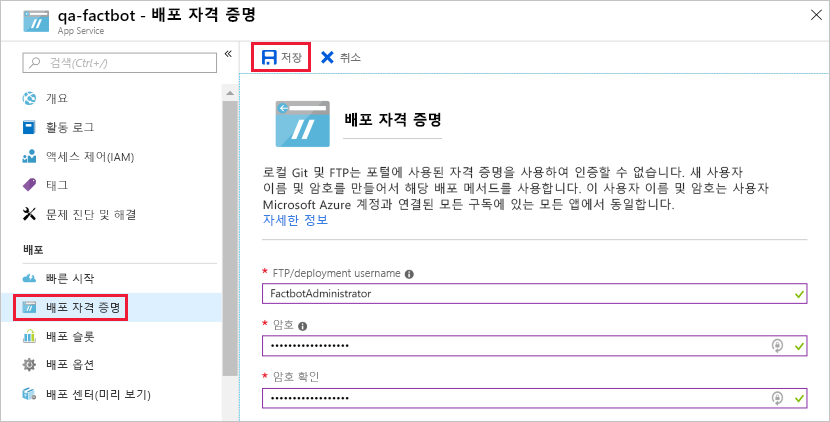 qa-factbot - 배포 자격 증명
App Service
검색(Ctrl+/)
개요
활동 로그
액세스 제어(IAM)
태그
문제 진단 및 해결
배포
빠른 시작
배포 자격 증명
배포 슬롯
배포 옵션
배포 센터(미리 보기)
저장 취소
배포 자격 증명
로컬 Git 및 FTP는 포털에 사용된 자격 증명을 사용하여 인증할 수 없습니다. 새 사용자
이름 및 암호를 만들어서 해당 배포 메서드를 사용합니다. 이 사용자 이름 및 암호는 사용자
Microsoft Azure 계정과 연결된 모든 구독에 있는 모든 앱에서 동일합니다.
자세한 정보
* FTP/deployment username
FactbotAdministrator
* 암호
••••••••••••••••••
* 암호 확인
••••••••••••••••••